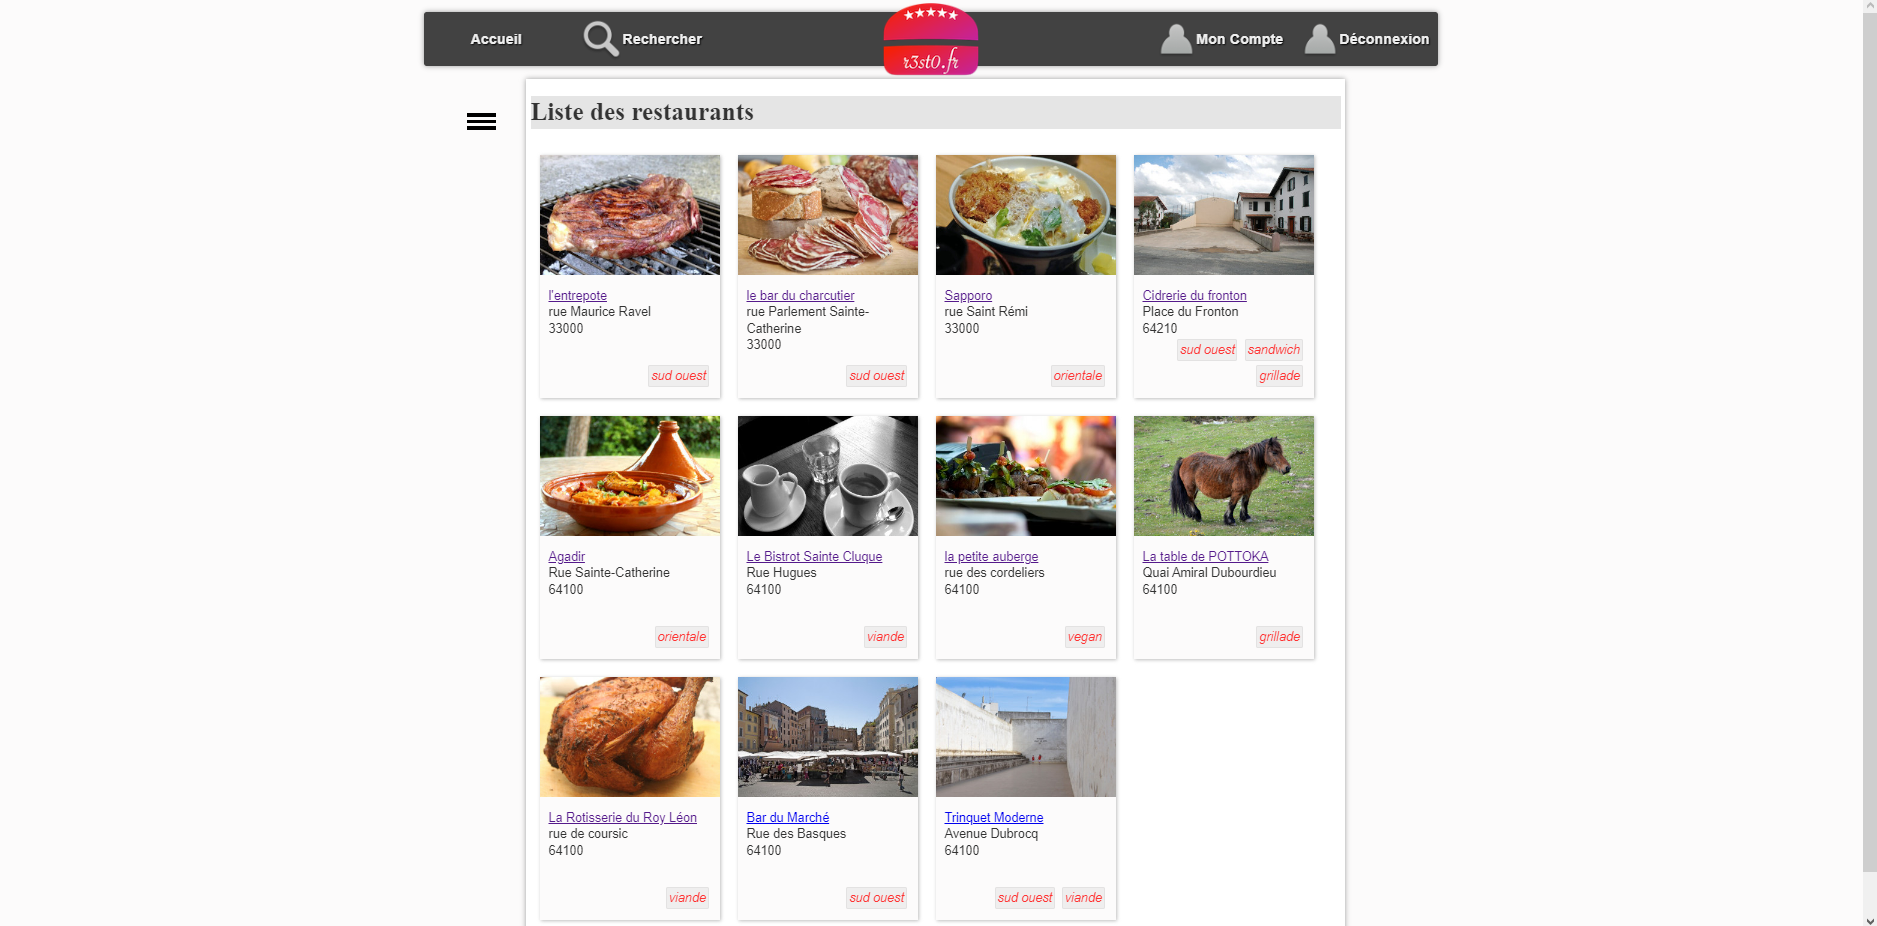 Accueil
Rechercher
r3st0.fr
Mon Compte
Déconnexion
Liste des restaurants
l'entrepote
rue Maurice Ravel
33000
sud ouest
le bar du charcutier
rue Parlement Sainte-
Catherine
33000
sud ouest
Sapporo
rue Saint Rémi
33000
orientale
Cidrerie du fronton
Place du Fronton
64210
sud ouest sandwich
grillade
Agadir
Rue Sainte-Catherine
64100
orientale
Le Bistrot Sainte Cluque
Rue Hugues
64100
viande
la petite auberge
rue des cordeliers
64100
vegan
La table de POTTOKA
Quai Amiral Dubourdieu
64100
grillade
La Rotisserie du Roy Léon
rue de coursic
64100
viande
Bar du Marché
Rue des Basques
64100
sud ouest
Trinquet Moderne
Avenue Dubrocq
64100
sud ouest viande